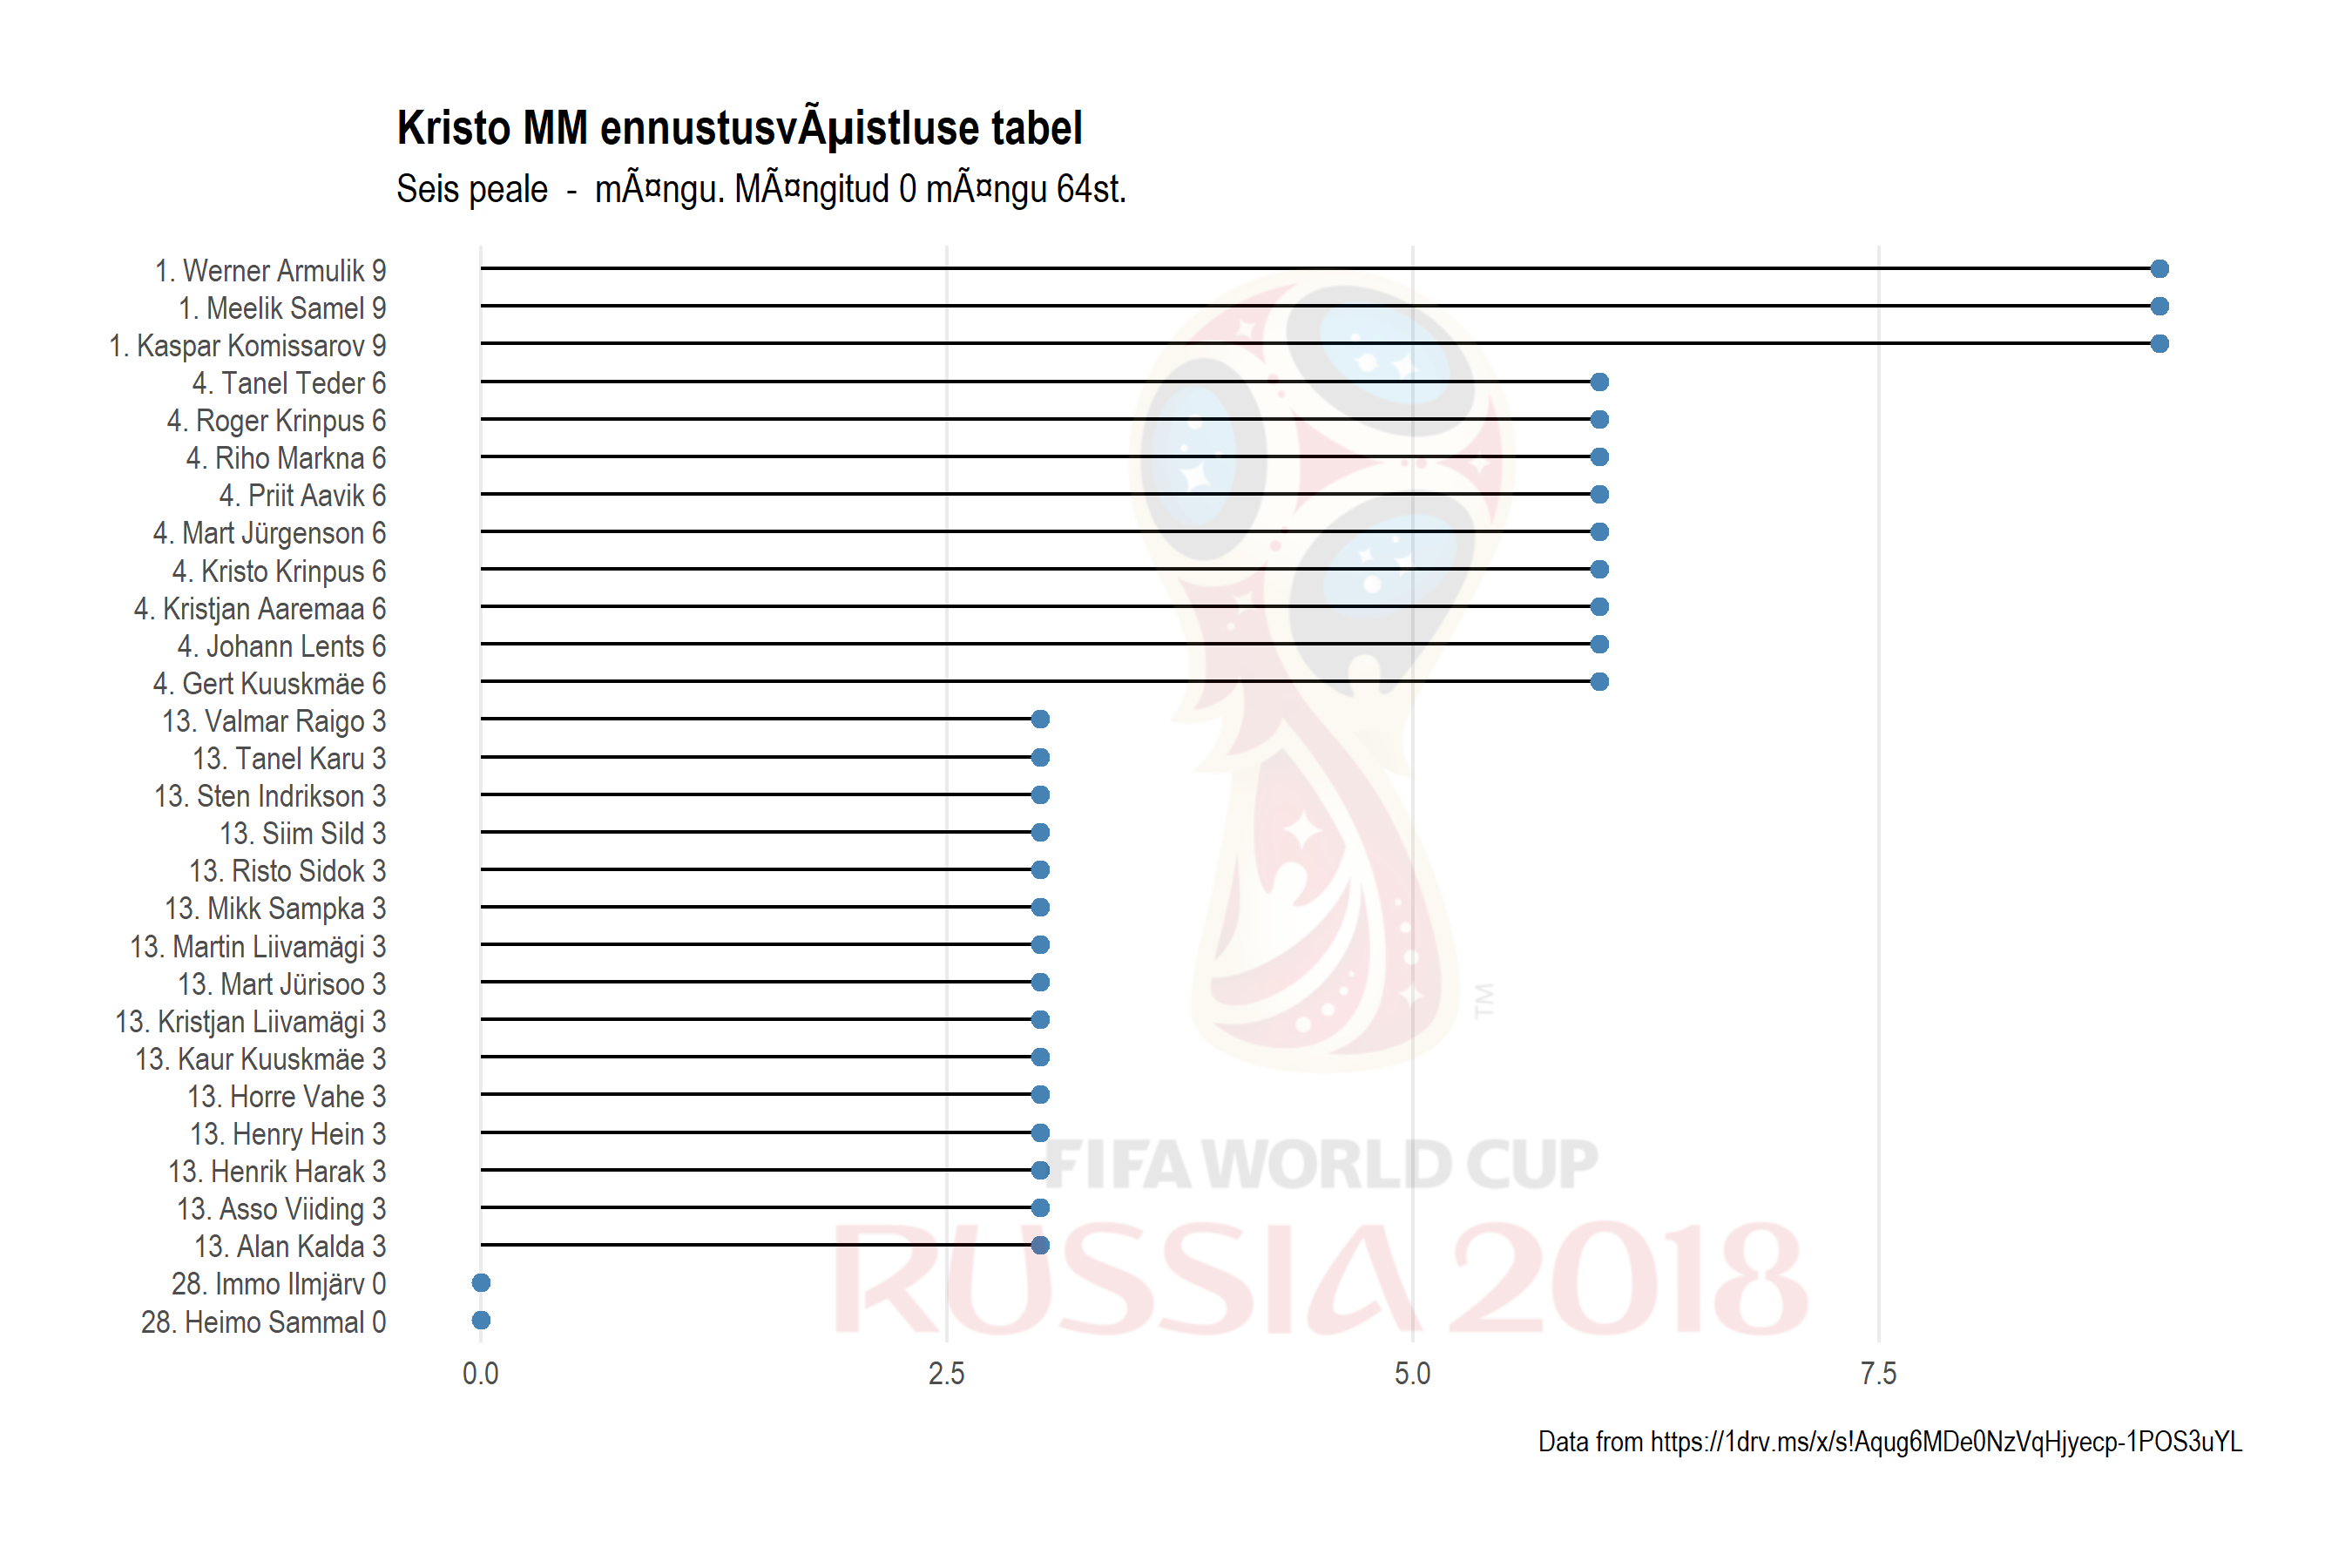 Kristo MM ennustusvÃµistluse tabel
Seis peale  -  mÃ¤ngu. MÃ¤ngitud 0 mÃ¤ngu 64st.
1. Werner Armulik 9
1. Meelik Samel 9
1. Kaspar Komissarov 9
4. Tanel Teder 6
4. Roger Krinpus 6
4. Riho Markna 6
4. Priit Aavik 6
4. Mart Jürgenson 6
4. Kristo Krinpus 6
4. Kristjan Aaremaa 6
4. Johann Lents 6
4. Gert Kuuskmäe 6
13. Valmar Raigo 3
13. Tanel Karu 3
13. Sten Indrikson 3
13. Siim Sild 3
13. Risto Sidok 3
13. Mikk Sampka 3
13. Martin Liivamägi 3
13. Mart Jürisoo 3
13. Kristjan Liivamägi 3
13. Kaur Kuuskmäe 3
13. Horre Vahe 3
13. Henry Hein 3
13. Henrik Harak 3
13. Asso Viiding 3
13. Alan Kalda 3
28. Immo Ilmjärv 0
28. Heimo Sammal 0
TM
FIFA WORLD CUP
RUSSIA 2018
0.0 2.5 5.0 7.5
Data from https://1drv.ms/x/s!Aqug6MDe0NzVqHjyecp-1POS3uYL